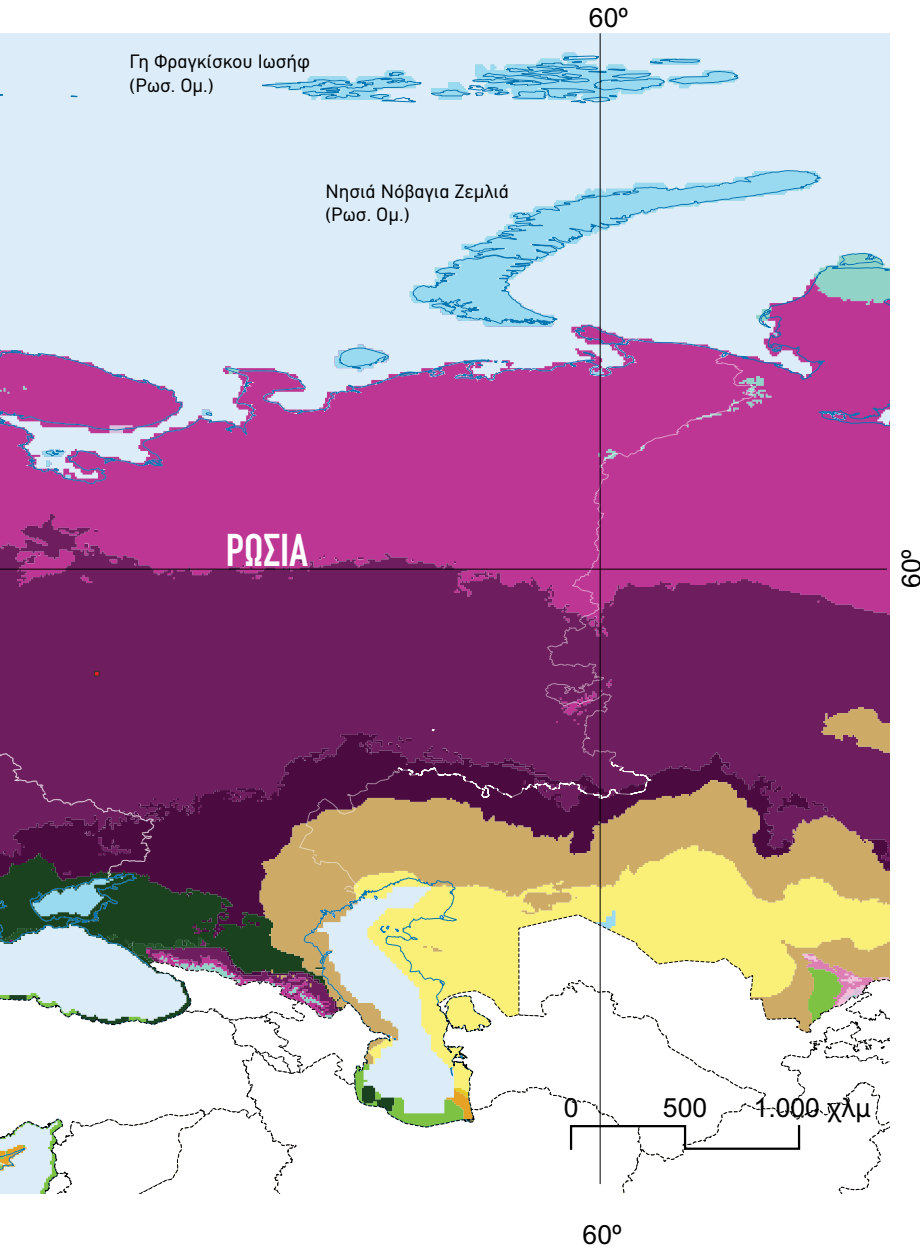 60º
Γη Φραγκίσκου Ιωσήφ
(Ρωσ. Ομ.)
Νησιά Νόβαγια Ζεμλιά
(Ρωσ. Ομ.)
ΡΩΣΙΑ
60º
0 500 1.000 χλμ
60º